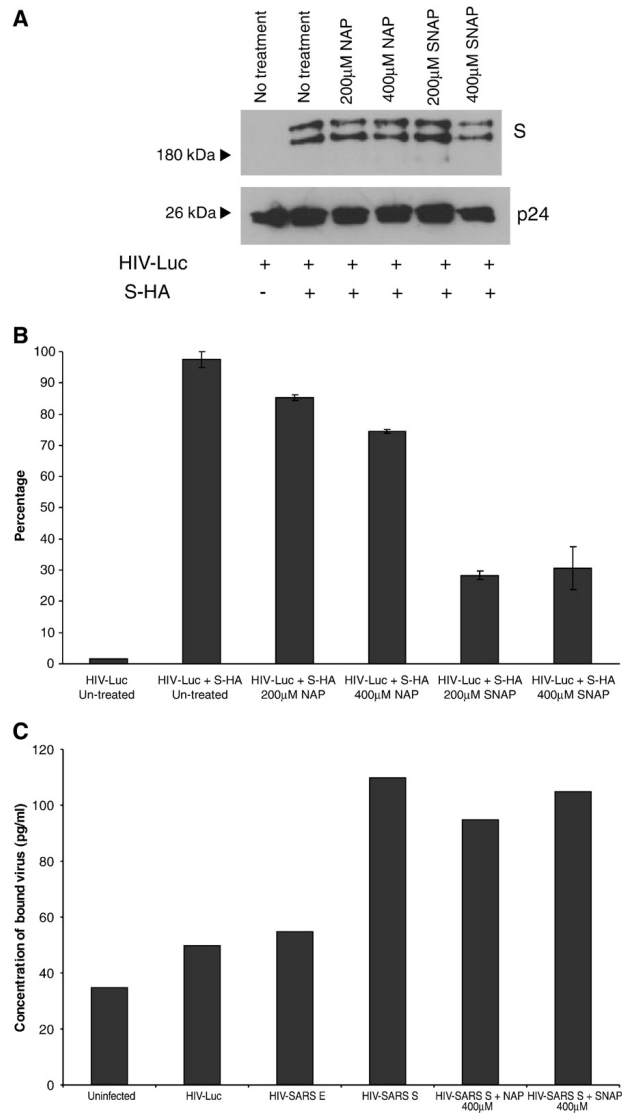 A
No treatment
No treatment
200µM NAP
400µM NAP
200µM SNAP
400µM SNAP
S
180 kDa
26 kDa
p24
HIV-Luc + + + + + +
S-HA - + + + + +
B
Percentage
100
90
80
70
60
50
40
30
20
10
0
HIV-Luc
Un-treated
HIV-Luc + S-HA
Un-treated
HIV-Luc + S-HA
200µM NAP
HIV-Luc + S-HA
400µM NAP
HIV-Luc + S-HA
200µM SNAP
HIV-Luc + S-HA
400µM SNAP
C
Concentration of bound virus (pg/ml)
120
100
80
60
40
20
0
Uninfected
HIV-Luc
HIV-SARS E
HIV-SARS S
HIV-SARS S + NAP
400µM
HIV-SARS S + SNAP
400µM